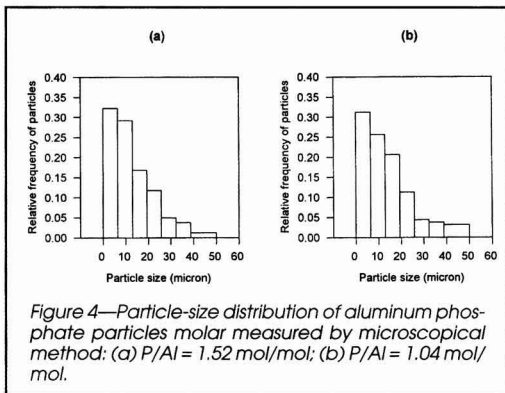 (a)
(b)
0.40
0.35
0.30
0.25
0.20
0.15
0.10
0.05
0.00
Relative frequency of particles
0 10 20 30 40 50 60
Particle size (micron)
0.40
0.35
0.30
0.25
0.20
0.15
0.10
0.05
0.00
Relative frequency of particles
0 10 20 30 40 50 60
Particle size (micron)
Figure 4—Particle-size distribution of aluminum phos-
phate particles molar measured by microscopical
method: (a) P/Al = 1.52 mol/mol; (b) P/Al = 1.04 mol/
mol.